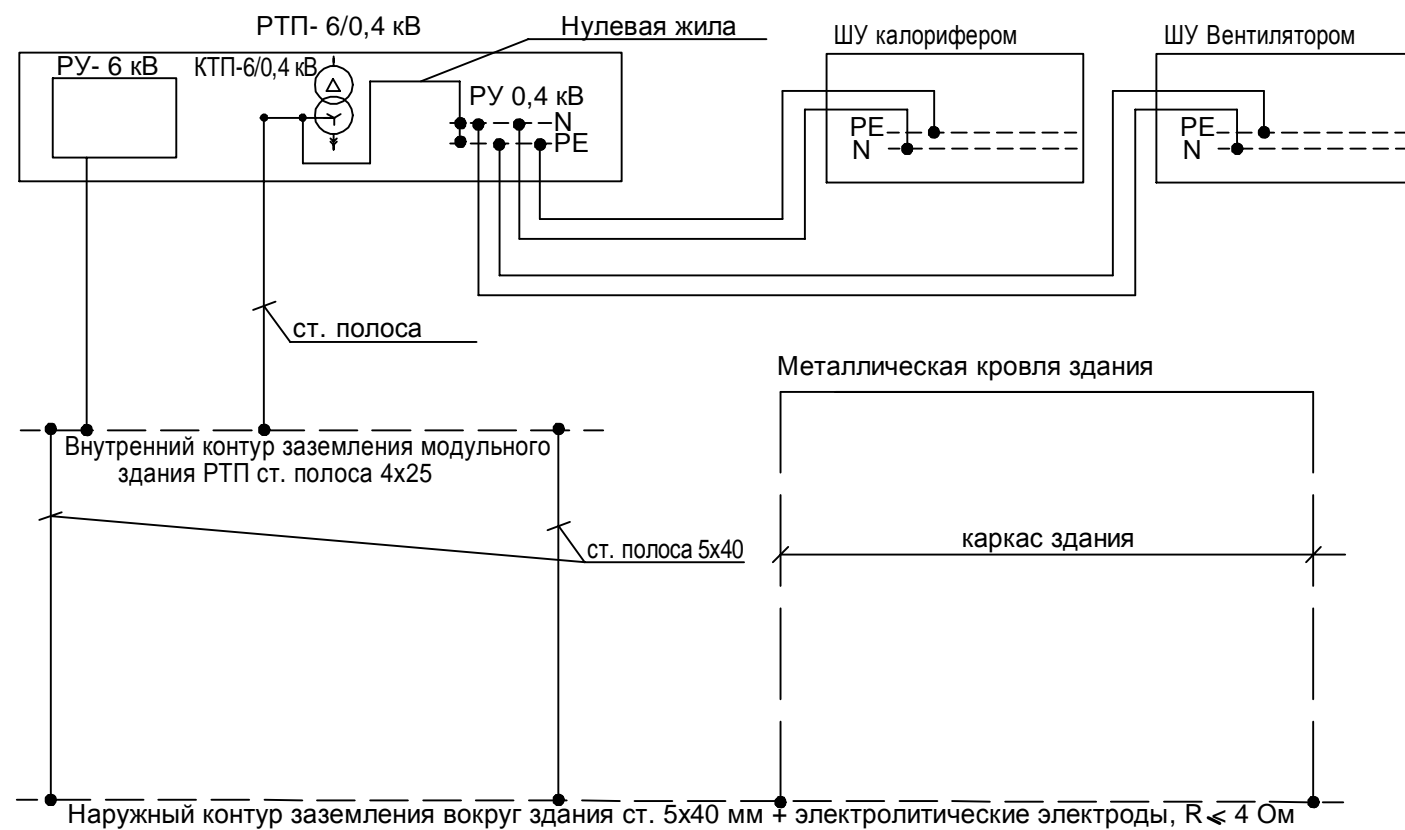 РТП- 6/0,4 кВ
Нулевая жила
ШУ калорифером
ШУ Вентилятором
РУ- 6 кВ
КТП-6/0,4 кВ
РУ 0,4 кВ
N
PE
PE
N
PE
N
ст. полоса
Металлическая кровля здания
Внутренний контур заземления модульного
здания РТП ст. полоса 4х25
ст. полоса 5х40
каркас здания
Наружный контур заземления вокруг здания ст. 5х40 мм + электролитические электроды, R⩽ 4 Ом